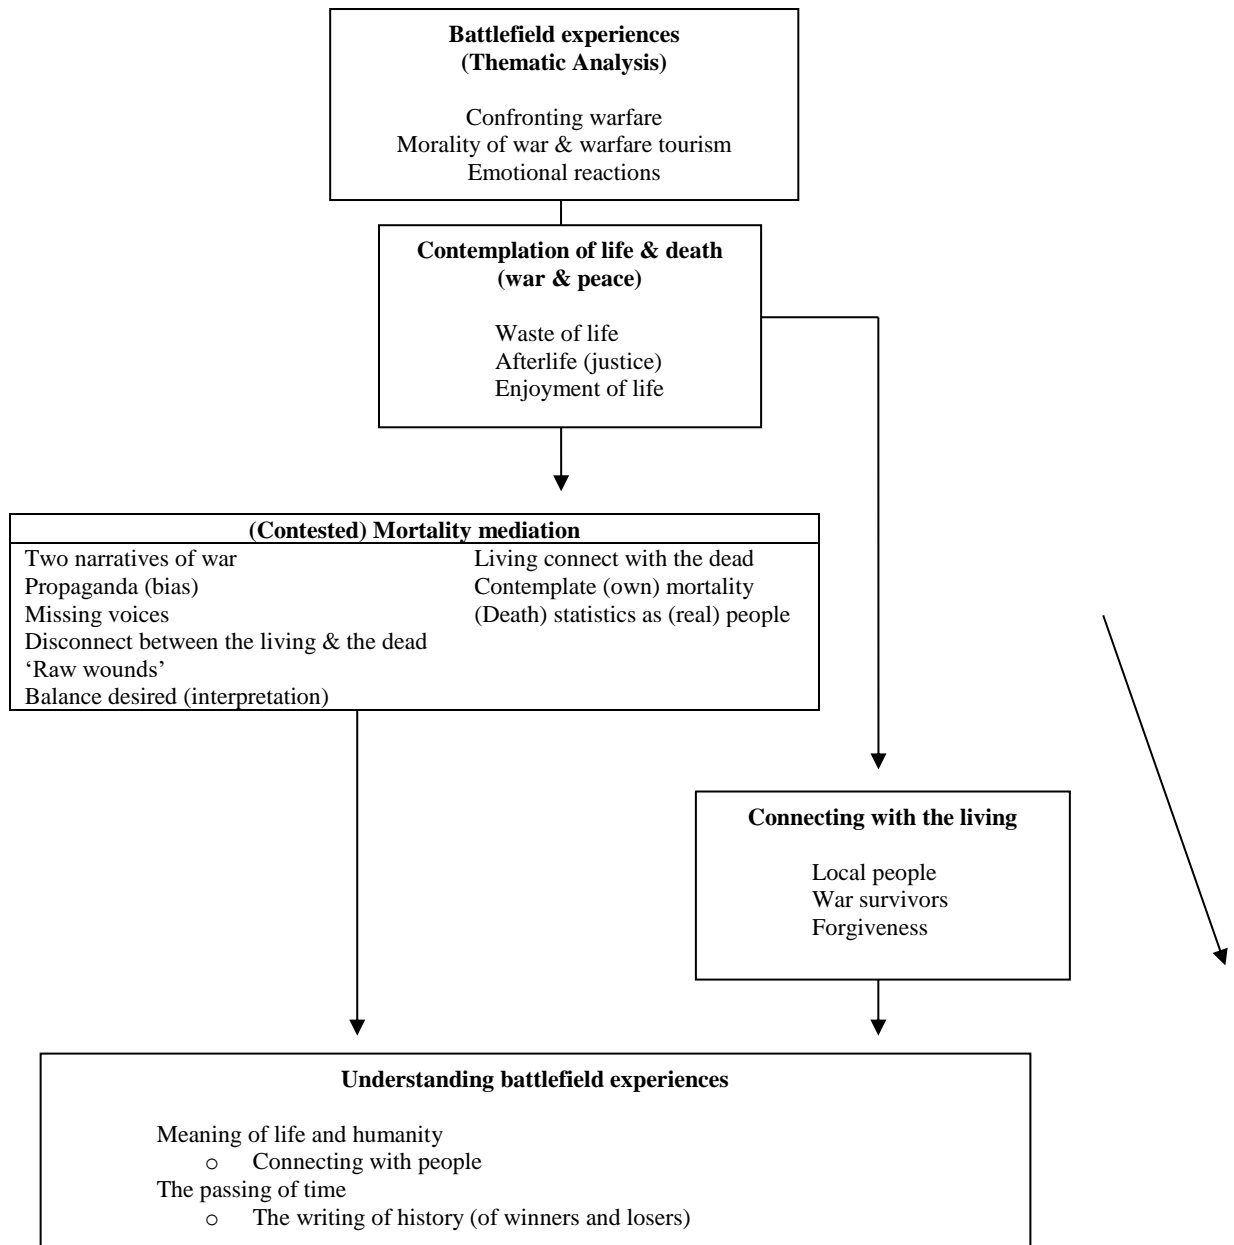 Battlefield experiences
(Thematic Analysis)
Confronting warfare
Morality of war & warfare tourism
Emotional reactions
Contemplation of life & death
(war & peace)
Waste of life
Afterlife (justice)
Enjoyment of life
(Contested) Mortality mediation
Two narratives of war
Propaganda (bias)
Missing voices
Disconnect between the living & the dead
‘Raw wounds’
Balance desired (interpretation)
Living connect with the dead
Contemplate (own) mortality
(Death) statistics as (real) people
Connecting with the living
Local people
War survivors
Forgiveness
Understanding battlefield experiences
Meaning of life and humanity
o Connecting with people
The passing of time
o The writing of history (of winners and losers)